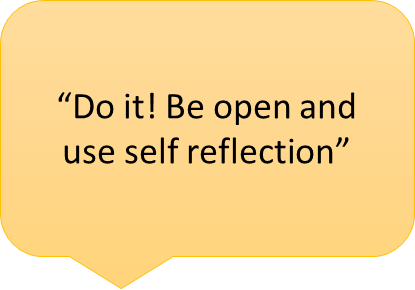 “Do it! Be open and
use self reflection”